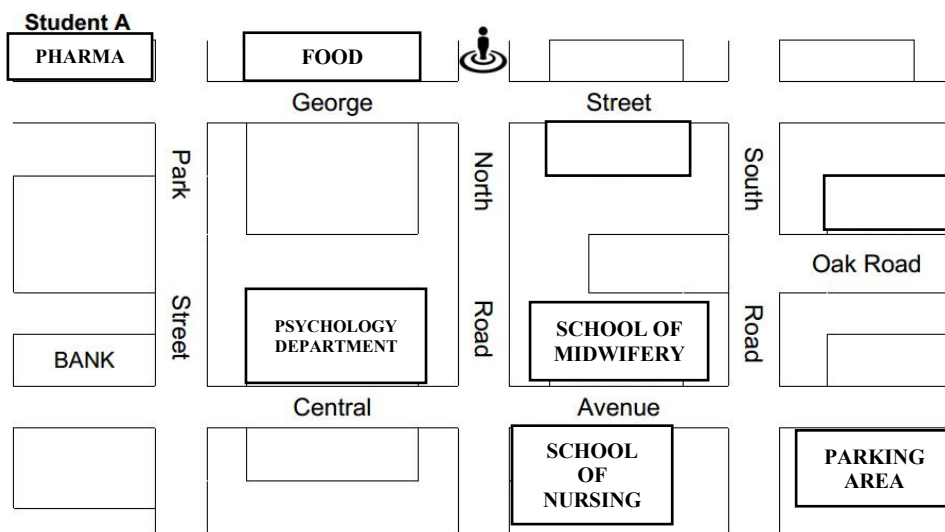 Student A
PHARMA
FOOD
George
Street
Park
North
South
Oak Road
Street
PSYCHOLOGY
DEPARTMENT
Road
SCHOOL OF
MIDWIFERY
Road
BANK
Central
Avenue
SCHOOL
OF
NURSING
PARKING
AREA